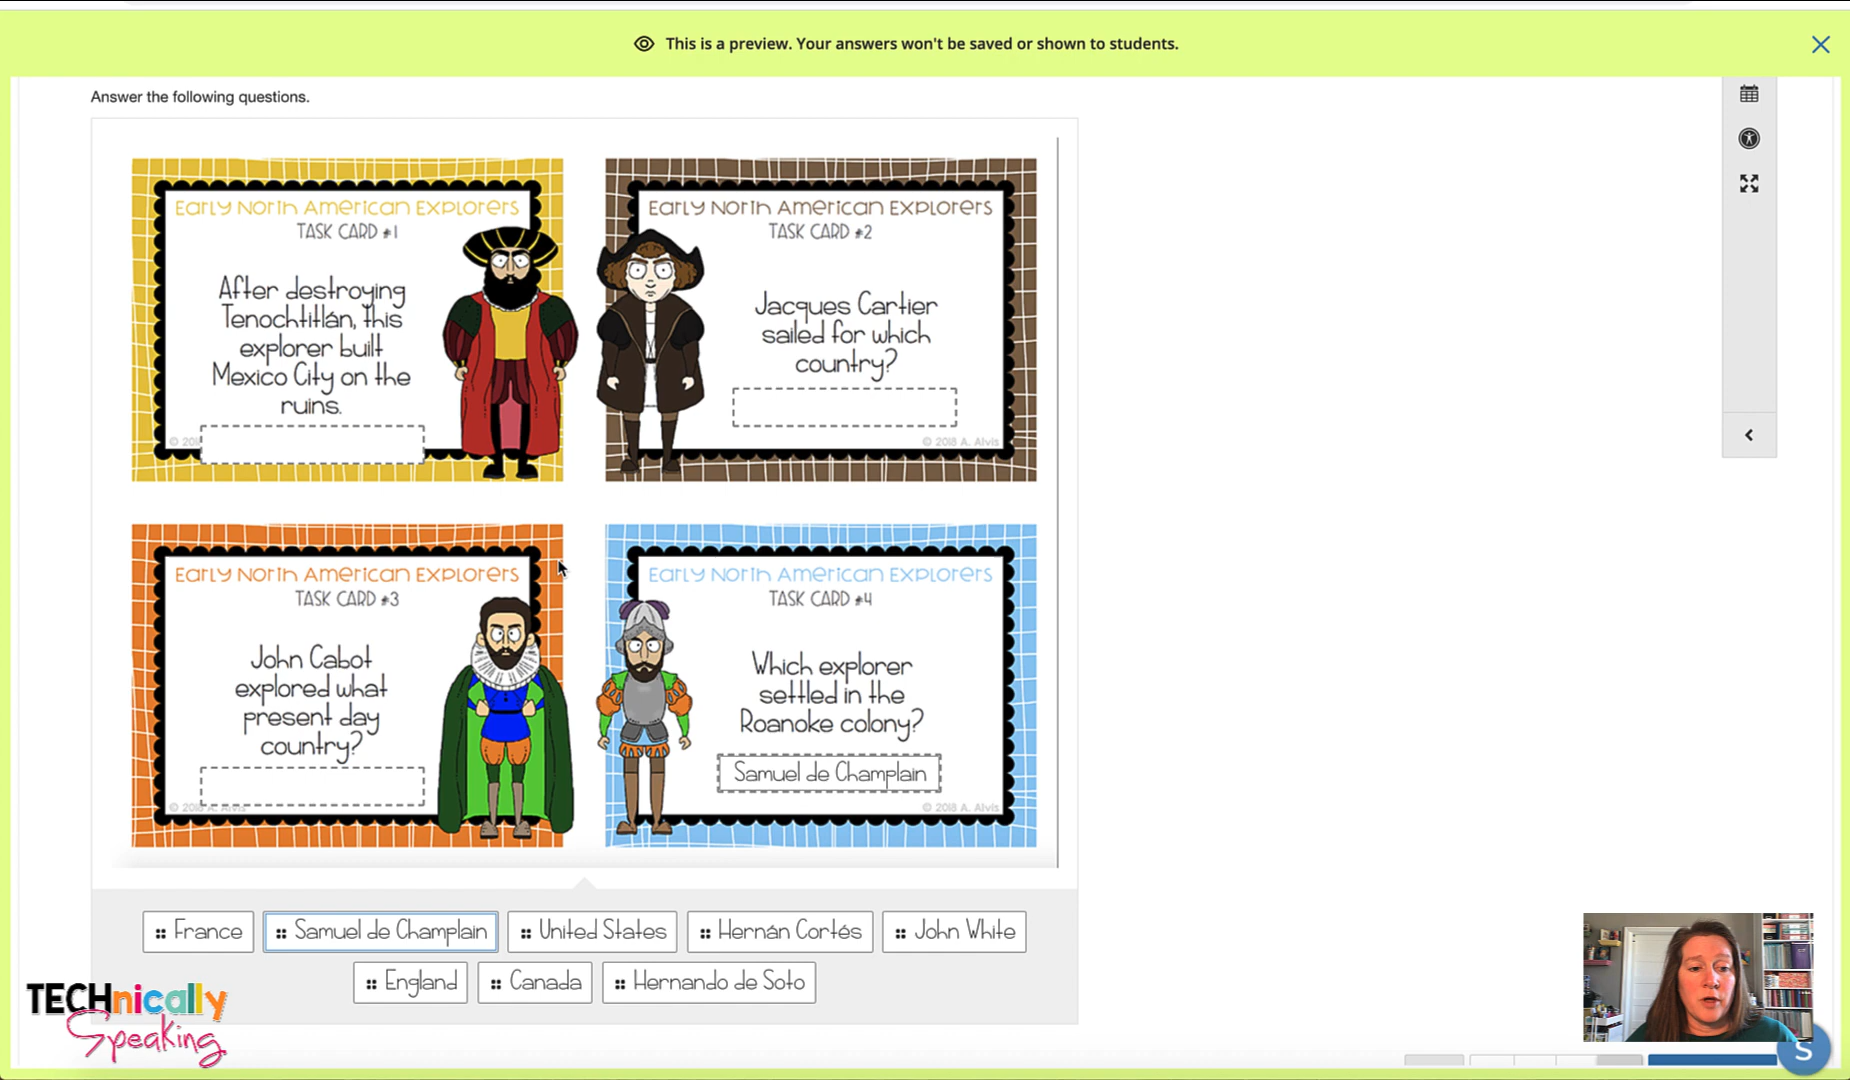 This is a preview. Your answers won't be saved or shown to students.
Answer the following questions.
Early North American Explorers
TASK CARD #1
After destroying
Tenochtitlán, this
explorer built
Mexico City on the
ruins.
© 201
Early North American Explorers
TASK CARD #2
Jacques Cartier
sailed for which
country?
© 2018 A. Alvis
Early North American Explorers
TASK CARD #3
John Cabot
explored what
present day
country?
© 2018 A. Alvis
Early North American Explorers
TASK CARD #4
Which explorer
settled in the
Roanoke colony?
Samuel de Champlain
© 2018 A. Alvis
France
Samuel de Champlain
United States
Hernán Cortés
John White
England
Canada
Hernando de Soto
TECHnically
Speaking
S